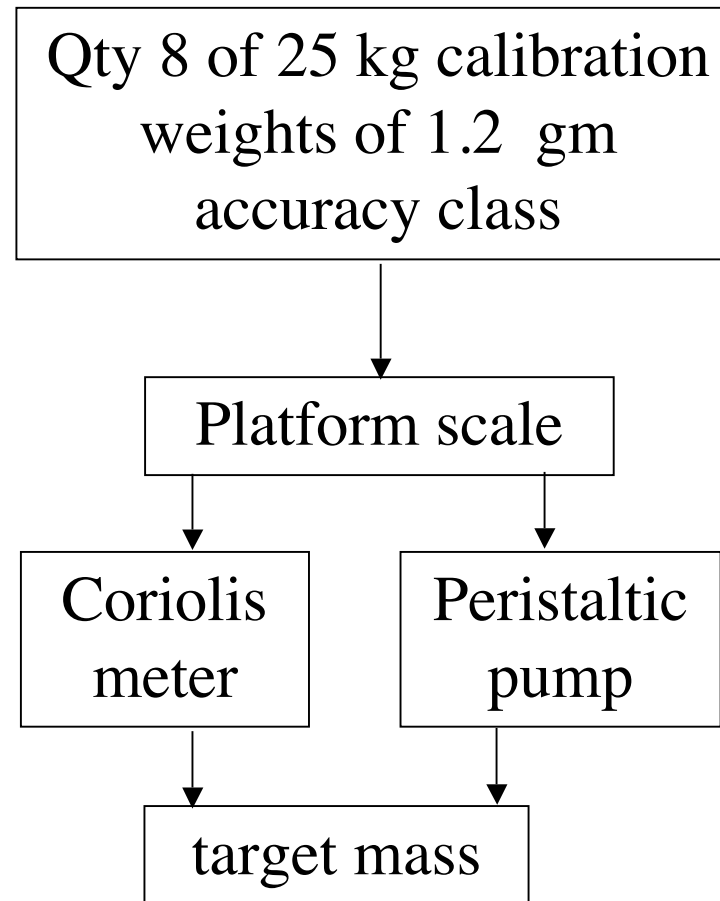 Qty 8 of 25 kg calibration
weights of 1.2 gm
accuracy class
Platform scale
Coriolis
meter
Peristaltic
pump
target mass